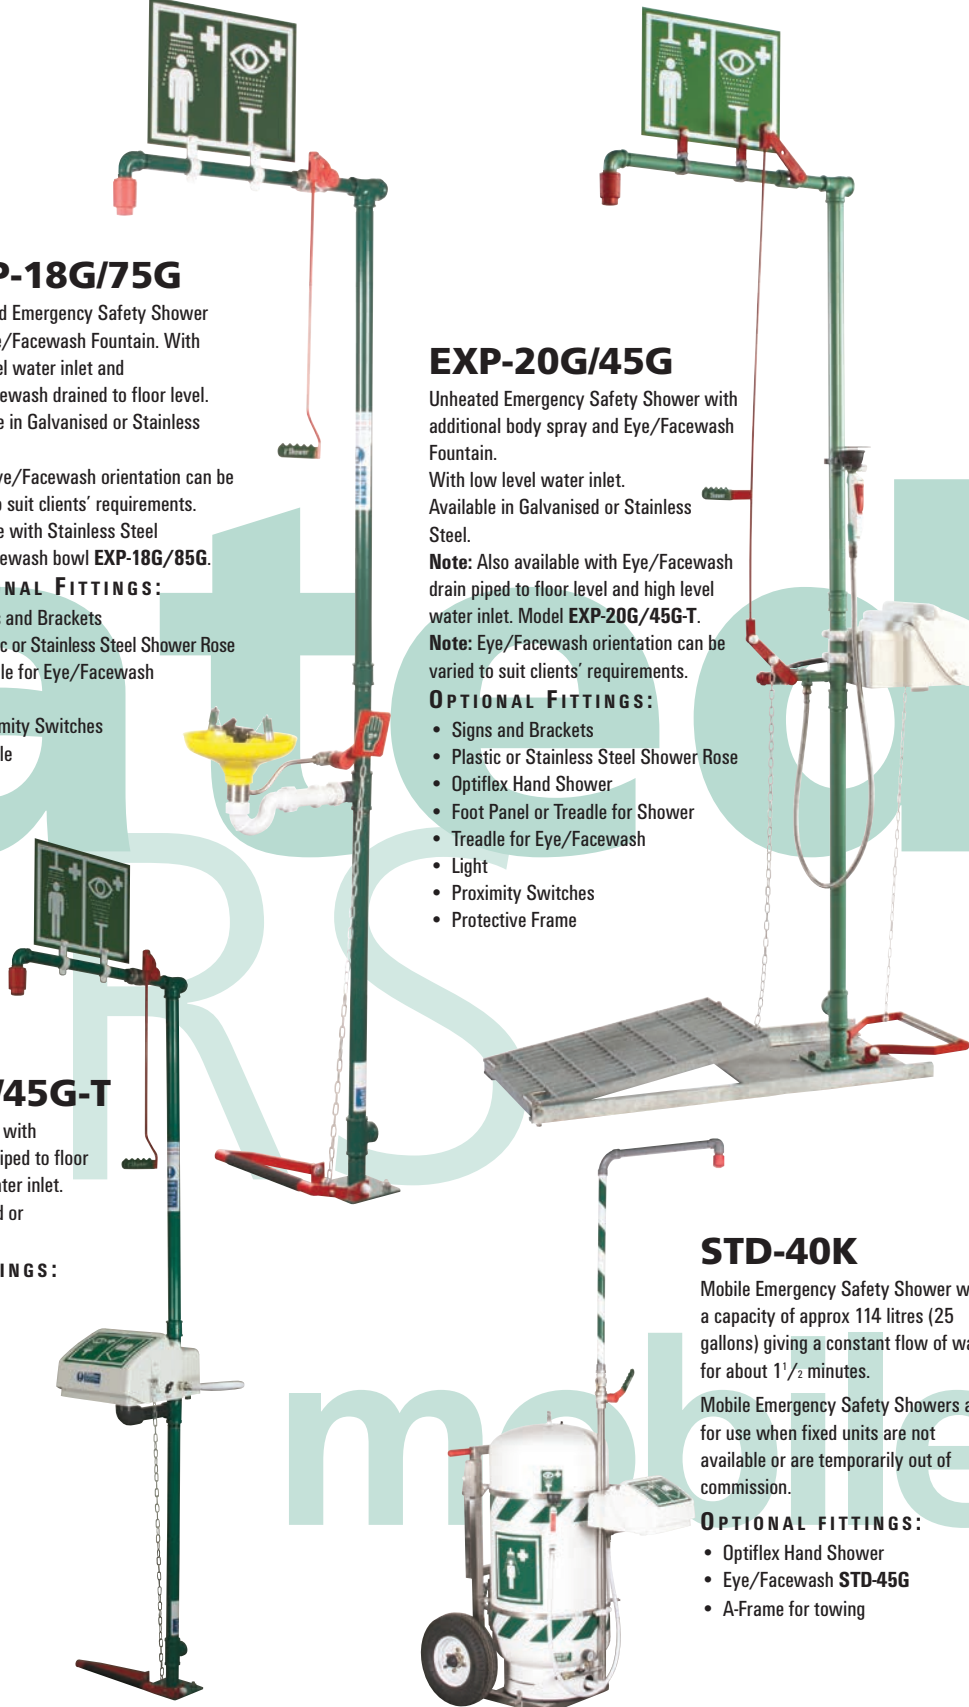 P-18G/75G
d Emergency Safety Shower
e/Facewash Fountain. With
el water inlet and
ewash drained to floor level.
e in Galvanised or Stainless
ye/Facewash orientation can be
o suit clients’ requirements.
e with Stainless Steel
ewash bowl EXP-18G/85G.
NAL FITTINGS:
s and Brackets
c or Stainless Steel Shower Rose
le for Eye/Facewash
mity Switches
le
EXP-20G/45G
Unheated Emergency Safety Shower with
additional body spray and Eye/Facewash
Fountain.
With low level water inlet.
Available in Galvanised or Stainless
Steel.
Note: Also available with Eye/Facewash
drain piped to floor level and high level
water inlet. Model EXP-20G/45G-T.
Note: Eye/Facewash orientation can be
varied to suit clients’ requirements.
OPTIONAL FITTINGS:
• Signs and Brackets
• Plastic or Stainless Steel Shower Rose
• Optiflex Hand Shower
• Foot Panel or Treadle for Shower
• Treadle for Eye/Facewash
• Light
• Proximity Switches
• Protective Frame
ated
RS
/45G-T
with
iped to floor
ater inlet.
d or
INGS:
STD-40K
Mobile Emergency Safety Shower w
a capacity of approx 114 litres (25
gallons) giving a constant flow of wa
for about 1 1/2 minutes.
Mobile Emergency Safety Showers a
for use when fixed units are not
available or are temporarily out of
commission.
OPTIONAL FITTINGS:
• Optiflex Hand Shower
• Eye/Facewash STD-45G
• A-Frame for towing
mobile